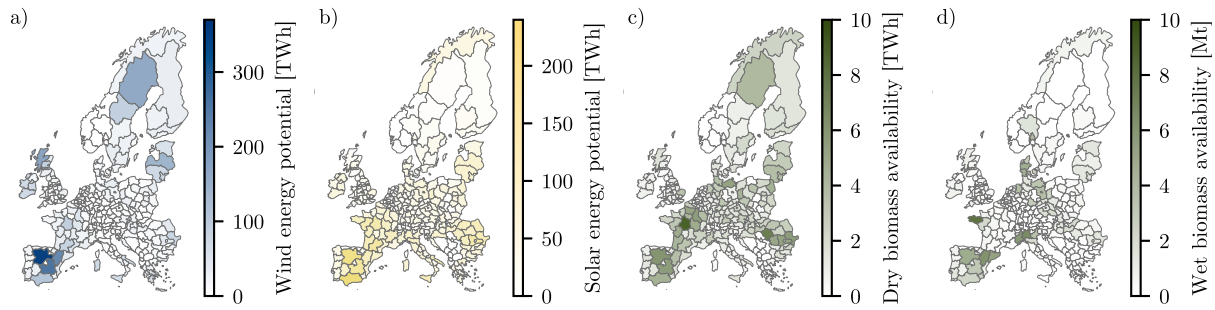 a)
300
200
100
0
Wind energy potential [TWh]
b)
200
150
100
50
0
Solar energy potential [TWh]
c)
10
8
6
4
2
0
Dry biomass availability [TWh]
d)
10
8
6
4
2
0
Wet biomass availability [Mt]